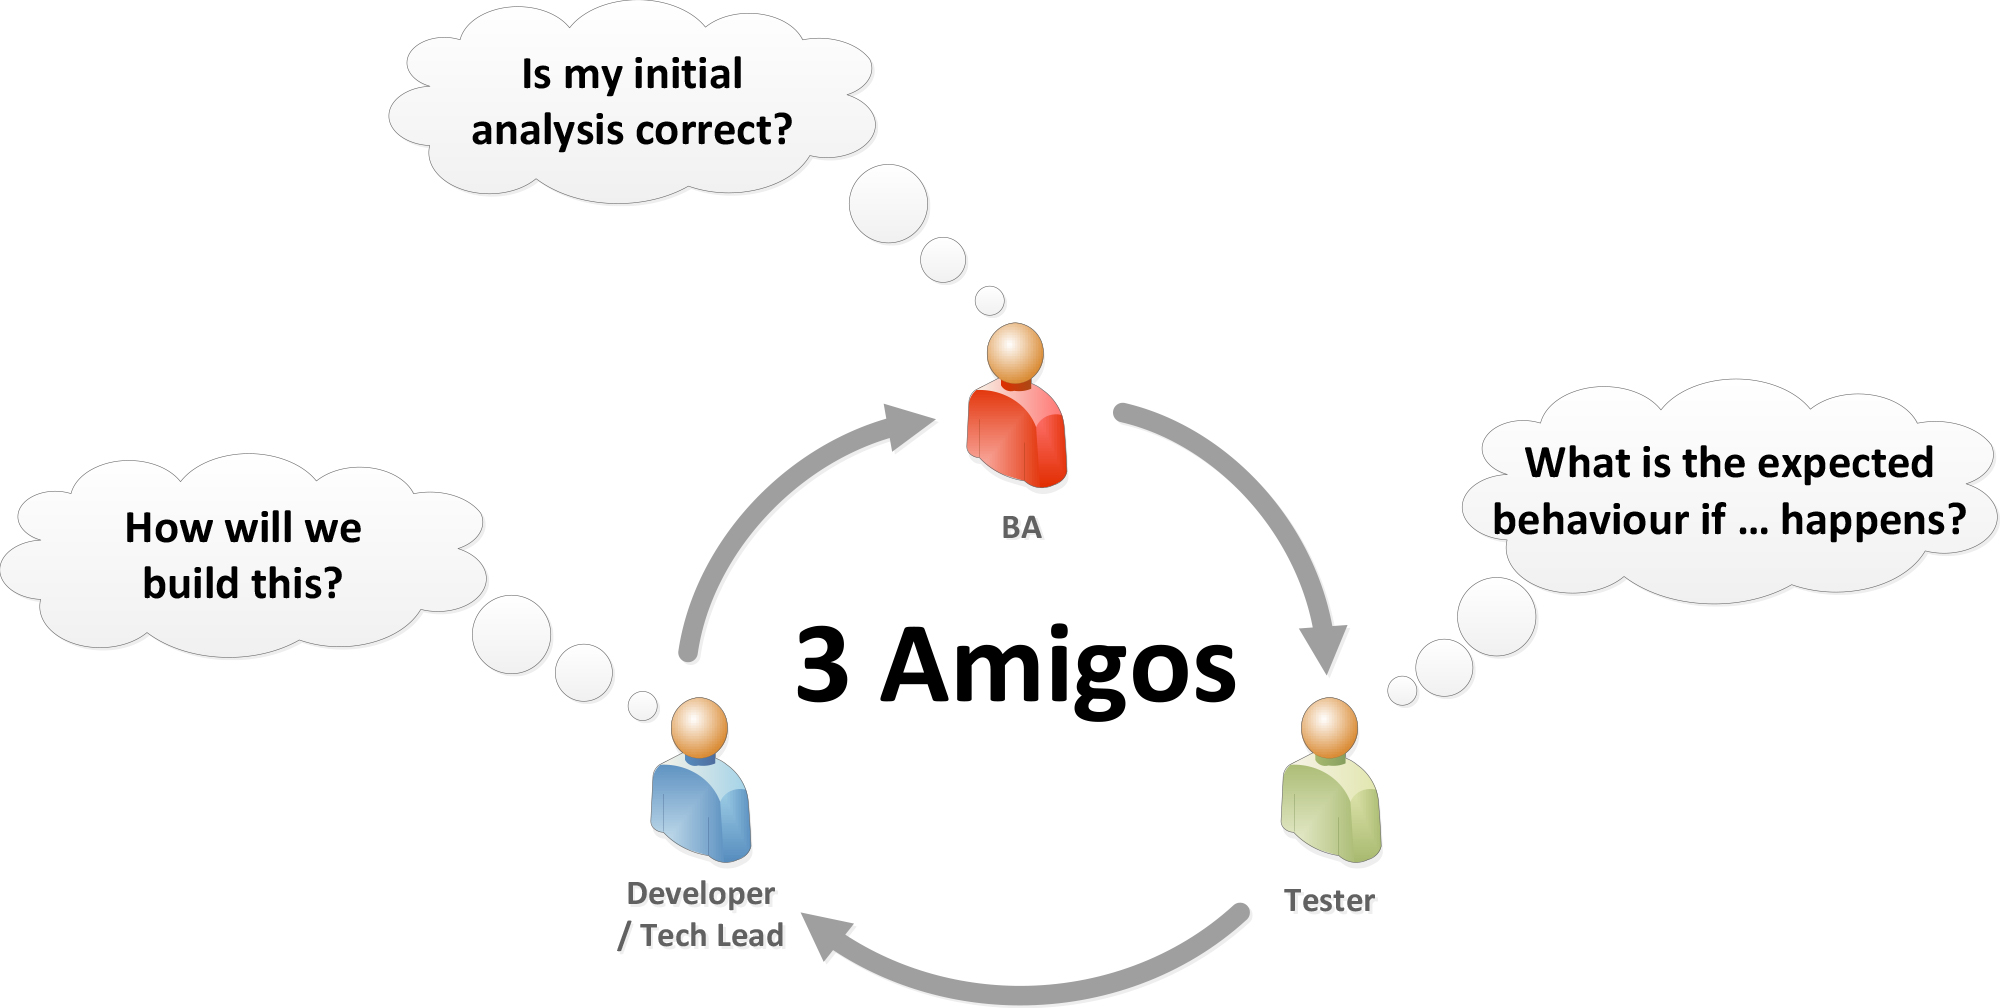 Is my initial
analysis correct?
What is the expected
behaviour if ... happens?
How will we
build this?
BA
3 Amigos
Developer
/ Tech Lead
Tester